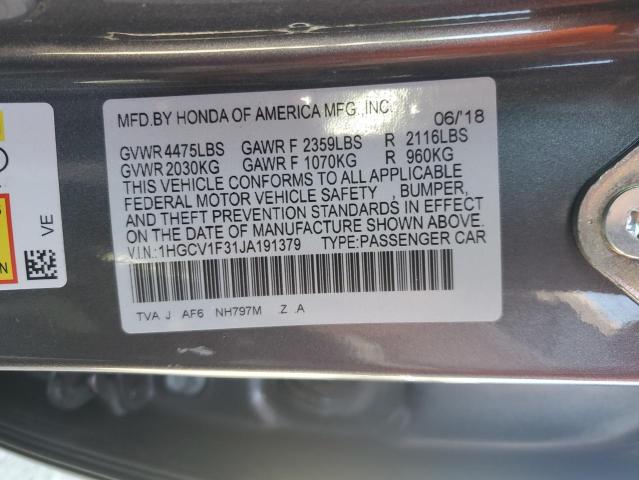 MFD.BY HONDA OF AMERICA MFG.,INC. 06/'18
GVWR 4475LBS GAWR F 2359LBS R 2116LBS
GVWR 2030KG GAWR F 1070KG R 960KG
THIS VEHICLE CONFORMS TO ALL APPLICABLE
FEDERAL MOTOR VEHICLE SAFETY , BUMPER,
AND THEFT PREVENTION STANDARDS IN EFFECT
ON THE DATE OF MANUFACTURE SHOWN ABOVE.
V.I.N.:1HGCV1F31JA191379 TYPE:PASSENGER CAR
TVA J AF6 NH797M .Z .A
VE